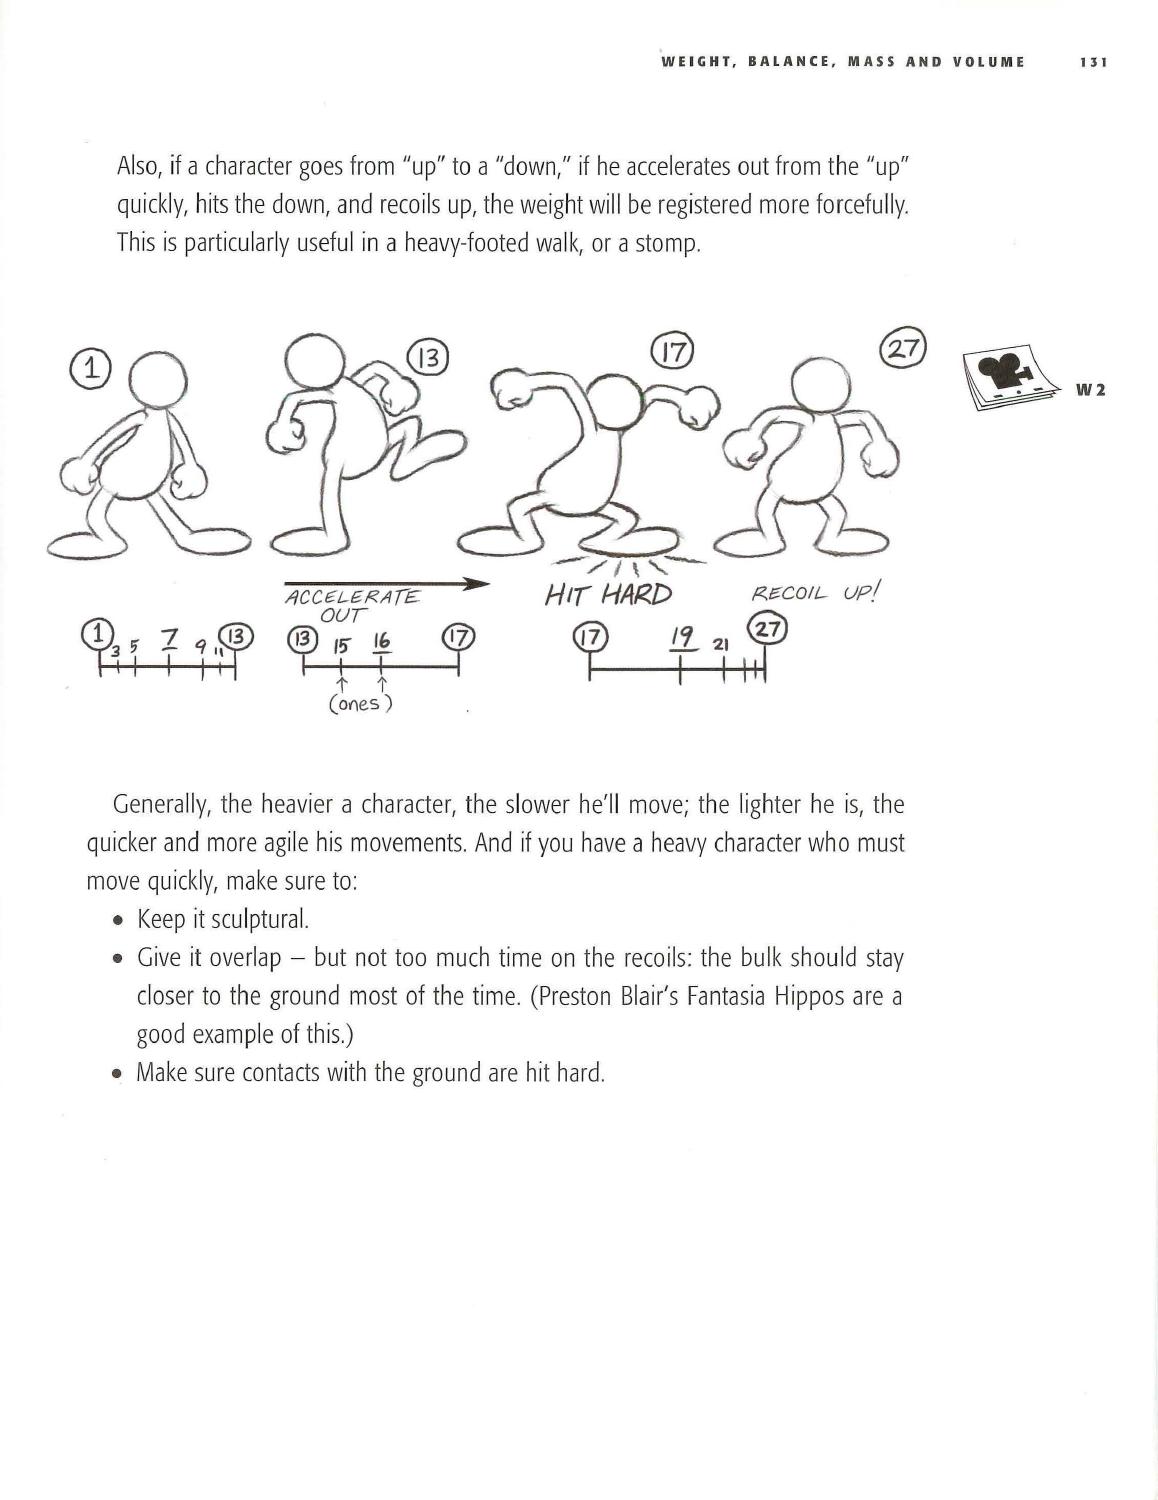 WEIGHT, BALANCE, MASS AND VOLUME 131
Also, if a character goes from “up” to a “down,” if he accelerates out from the “up”
quickly, hits the down, and recoils up, the weight will be registered more forcefully.
This is particularly useful in a heavy-footed walk, or a stomp.
1 13 17 27
W 2
ACCELERATE
OUT
HIT HARD
RECOIL UP!
1 3 5 7 9 11 13
13 15 16 17
(ones)
17 19 21 27
Generally, the heavier a character, the slower he’ll move; the lighter he is, the
quicker and more agile his movements. And if you have a heavy character who must
move quickly, make sure to:
• Keep it sculptural.
• Give it overlap – but not too much time on the recoils: the bulk should stay
closer to the ground most of the time. (Preston Blair’s Fantasia Hippos are a
good example of this.)
• Make sure contacts with the ground are hit hard.